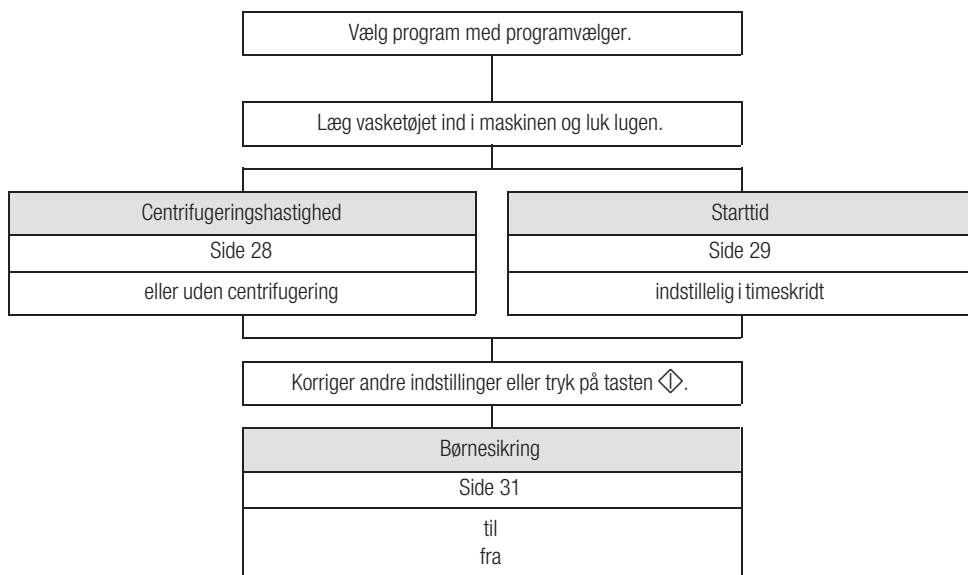 Vælg program med programvælger.
Læg vasketøjet ind i maskinen og luk lugen.
Centrifugeringshastighed
Side 28
eller uden centrifugering
Starttid
Side 29
indstillelig i timeskridt
Korriger andre indstillinger eller tryk på tasten.
Børnesikring
Side 31
til
fra